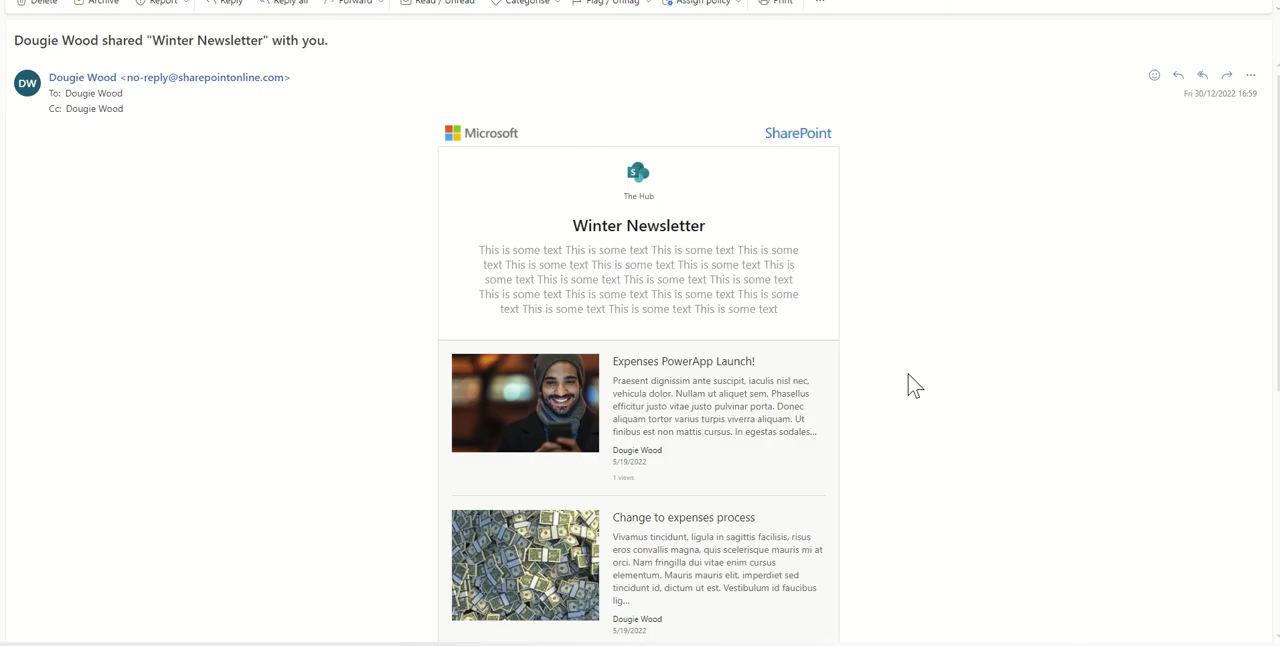 Delete Archive Report Reply Reply all Forward Read / Unread Categorise Flag / Unflag Assign policy Print ...
Dougie Wood shared "Winter Newsletter" with you.
DW
Dougie Wood <no-reply@sharepointonline.com>
To: Dougie Wood
Cc: Dougie Wood
Fri 30/12/2022 16:59
Microsoft
SharePoint
S
The Hub
Winter Newsletter
This is some text This is some text This is some text This is some
text This is some text This is some text This is some text This is
some text This is some text This is some text This is some text
This is some text This is some text This is some text This is some
text This is some text This is some text This is some text
Expenses PowerApp Launch!
Praesent dignissim ante suscipit, iaculis nisl nec,
vehicula dolor. Nullam ut aliquet sem. Phasellus
efficitur justo vitae justo pulvinar porta. Donec
aliquam tortor varius turpis viverra aliquam. Ut
finibus est non mattis cursus. In egestas sodales...
Dougie Wood
5/19/2022
1 views
Change to expenses process
Vivamus tincidunt, ligula in sagittis facilisis, risus
eros convallis magna, quis scelerisque mauris mi at
orci. Nam fringilla dui vitae enim cursus
elementum. Mauris mauris elit, imperdiet sed
tincidunt id, dictum ut est. Vestibulum id faucibus
lig...
Dougie Wood
5/19/2022